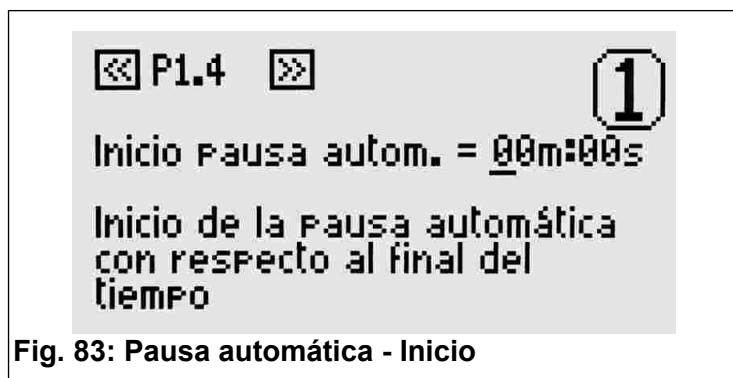 ≪ P1.4 ≫ 1
Inicio pausa autom. = 00m:00s
Inicio de la pausa automática
con respecto al final del
tiempo
Fig. 83: Pausa automática - Inicio